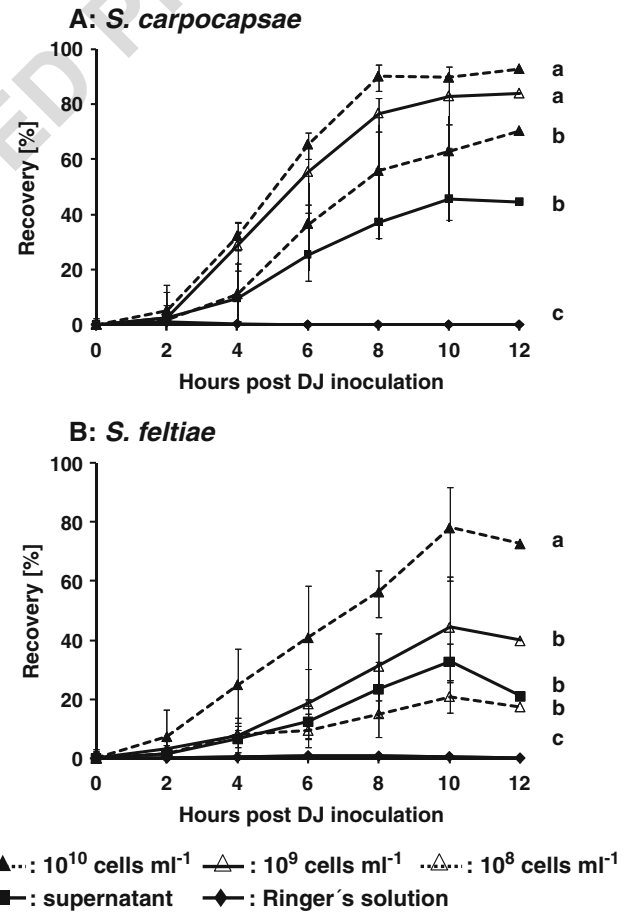 ED P
A: S. carpocapsae
100
80
60
40
20
0
Recovery [%]
a
a
b
b
c
0 2 4 6 8 10 12
Hours post DJ inoculation
B: S. feltiae
100
80
60
40
20
0
Recovery [%]
a
b
b
b
c
0 2 4 6 8 10 12
Hours post DJ inoculation
: 10¹⁰ cells ml⁻¹ : 10⁹ cells ml⁻¹ : 10⁸ cells ml⁻¹
: supernatant : Ringer´s solution